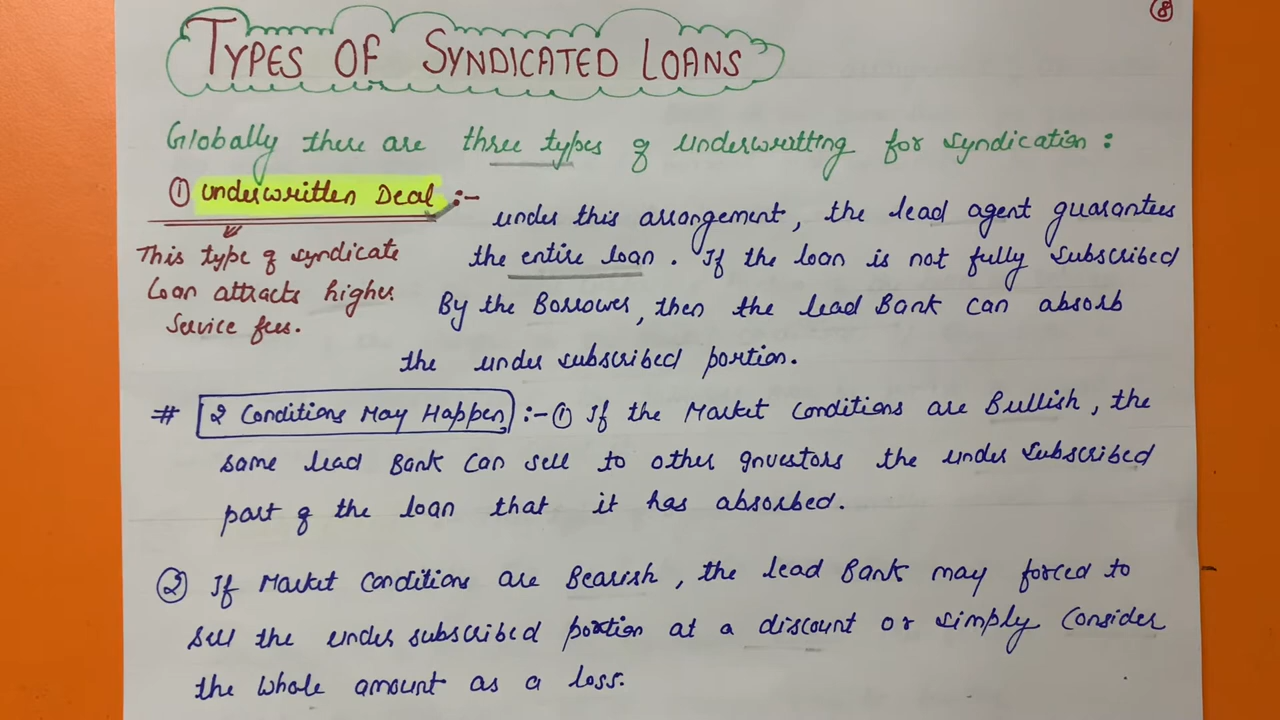 8
TYPES OF SYNDICATED LOANS
Globally there are three types of underwritting for syndication :
① Underwritten Deal :-
This type of syndicate
Loan attracts higher
Service fees.
under this arrangement, the lead agent guarantees
the entire loan. If the loan is not fully subscribed
By the Borrower, then the lead Bank can absorb
the under subscribed portion.
# 2 Conditions May Happen :- ① If the Market Conditions are Bullish, the
same lead Bank can sell to other investors the under subscribed
part of the loan that it has absorbed.
② If Market Conditions are Bearish, the lead Bank may forced to
sell the under subscribed portion at a discount or simply Consider
the whole amount as a loss.